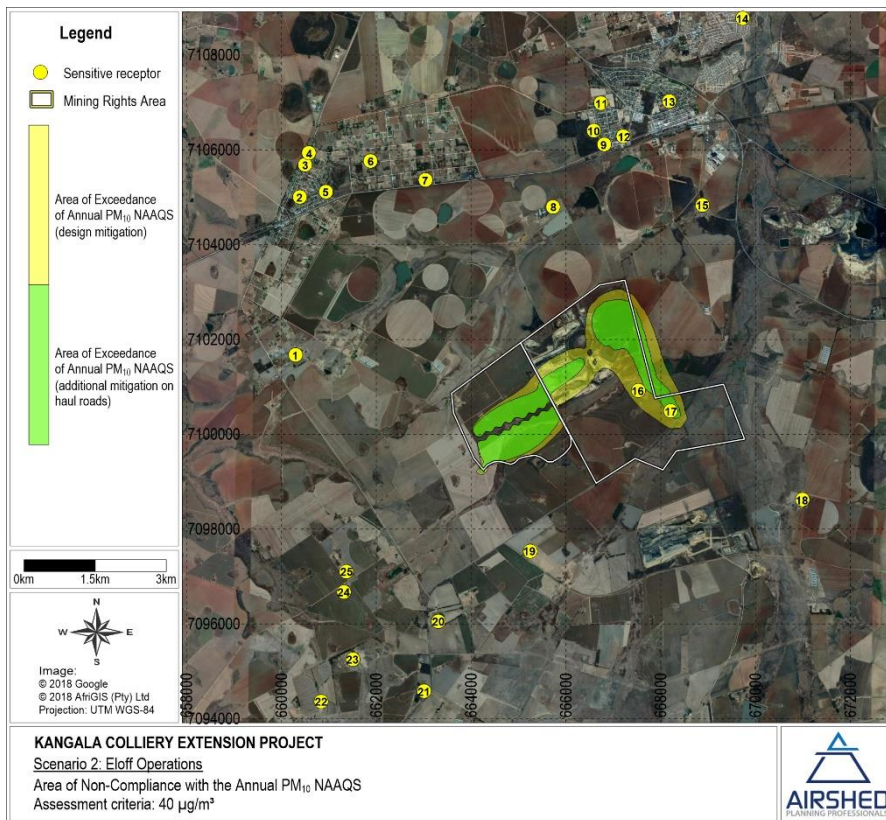 Legend
Sensitive receptor
Mining Rights Area
Area of Exceedance
of Annual PM₁₀ NAAQS
(design mitigation)
Area of Exceedance
of Annual PM₁₀ NAAQS
(additional mitigation on
haul roads)
0km 1.5km 3km
N
W E
S
Image:
© 2018 Google
© 2018 AfriGIS (Pty) Ltd
Projection: UTM WGS-84
7108000
7106000
7104000
7102000
7100000
7098000
7096000
7094000
658000
660000
662000
664000
666000
668000
670000
672000
14
11
13
10
12
9
4
3
6
7
2
5
8
15
1
16
17
18
19
25
24
20
23
21
22
KANGALA COLLIERY EXTENSION PROJECT
Scenario 2: Eloff Operations
Area of Non-Compliance with the Annual PM₁₀ NAAQS
Assessment criteria: 40 µg/m³
AIRSHED
PLANNING PROFESSIONALS